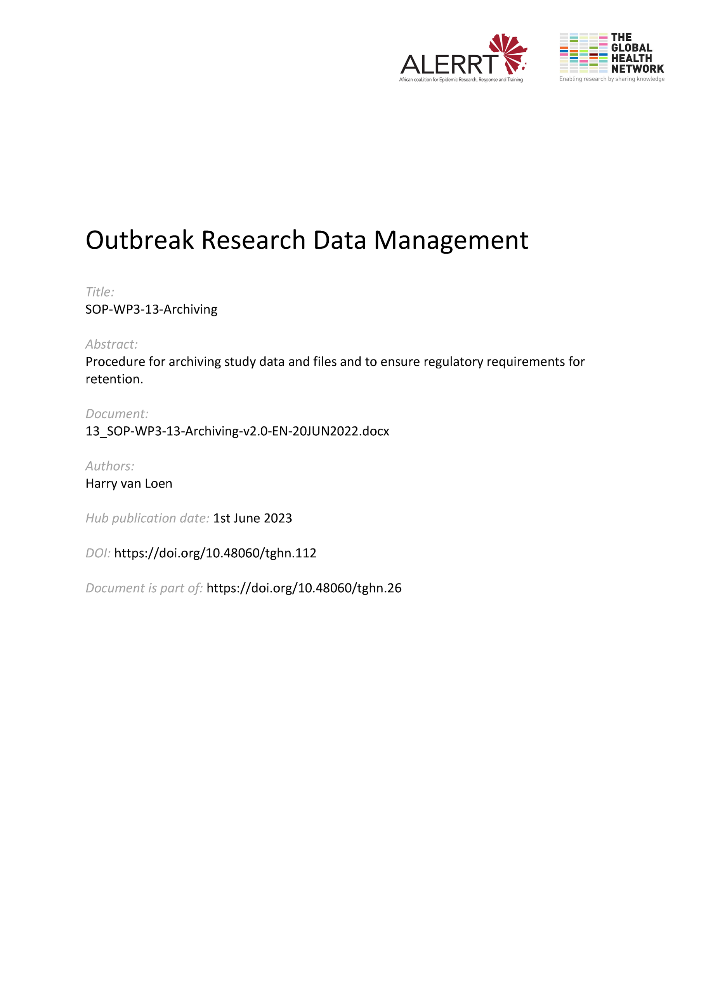 ALERRT
African coaLition for Epidemic Research, Response and Training
THE
GLOBAL
HEALTH
NETWORK
Enabling research by sharing knowledge
Outbreak Research Data Management
Title:
SOP-WP3-13-Archiving
Abstract:
Procedure for archiving study data and files and to ensure regulatory requirements for
retention.
Document:
13_SOP-WP3-13-Archiving-v2.0-EN-20JUN2022.docx
Authors:
Harry van Loen
Hub publication date: 1st June 2023
DOI: https://doi.org/10.48060/tghn.112
Document is part of: https://doi.org/10.48060/tghn.26